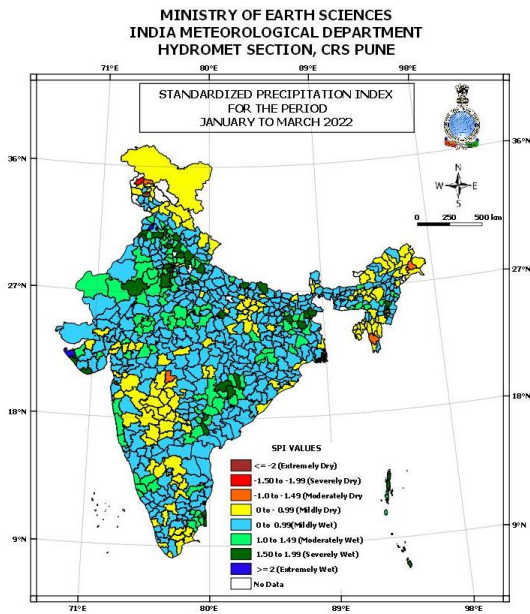 MINISTRY OF EARTH SCIENCES
INDIA METEOROLOGICAL DEPARTMENT
HYDROMET SECTION, CRS PUNE
71°E 80°E 89°E 98°E
STANDARDIZED PRECIPITATION INDEX
FOR THE PERIOD
JANUARY TO MARCH 2022
36°N 36°N
N
W E
S
0 250 500 km
27°N 27°N
18°N 18°N
SPI VALUES
<= -2 (Extremely Dry)
-1.50 to -1.99 (Severely Dry)
-1.0 to -1.49 (Moderately Dry
0 to - 0.99 (Mildly Dry)
0 to 0.99(Mildly Wet)
1.0 to 1.49 (Moderately Wet)
1.50 to 1.99 (Severely Wet)
>= 2 (Extremely Wet)
No Data
9°N 9°N
71°E 80°E 89°E 98°E